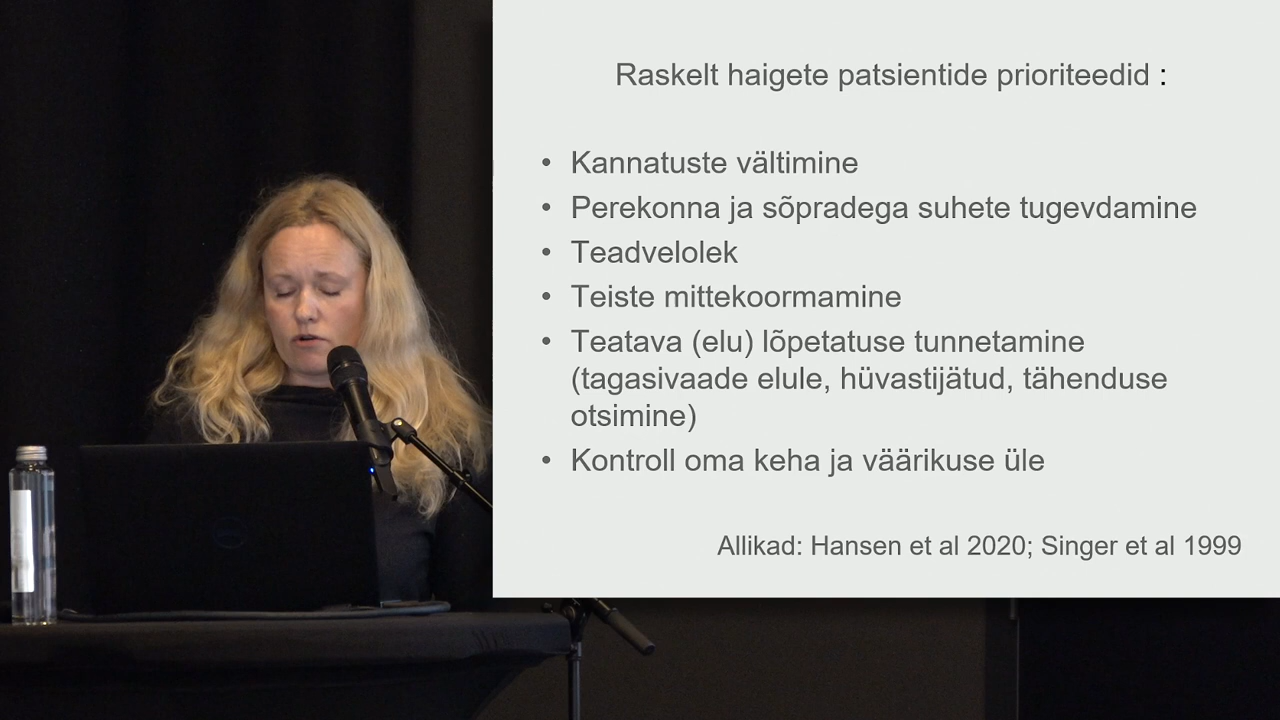 Raskelt haigete patsientide prioriteedid :
• Kannatuste vältimine
• Perekonna ja sõpradega suhete tugevdamine
• Teadvelolek
• Teiste mittekoormamine
• Teatava (elu) lõpetatuse tunnetamine
(tagasivaade elule, hüvastijätud, tähenduse
otsimine)
• Kontroll oma keha ja väärikuse üle
Allikad: Hansen et al 2020; Singer et al 1999